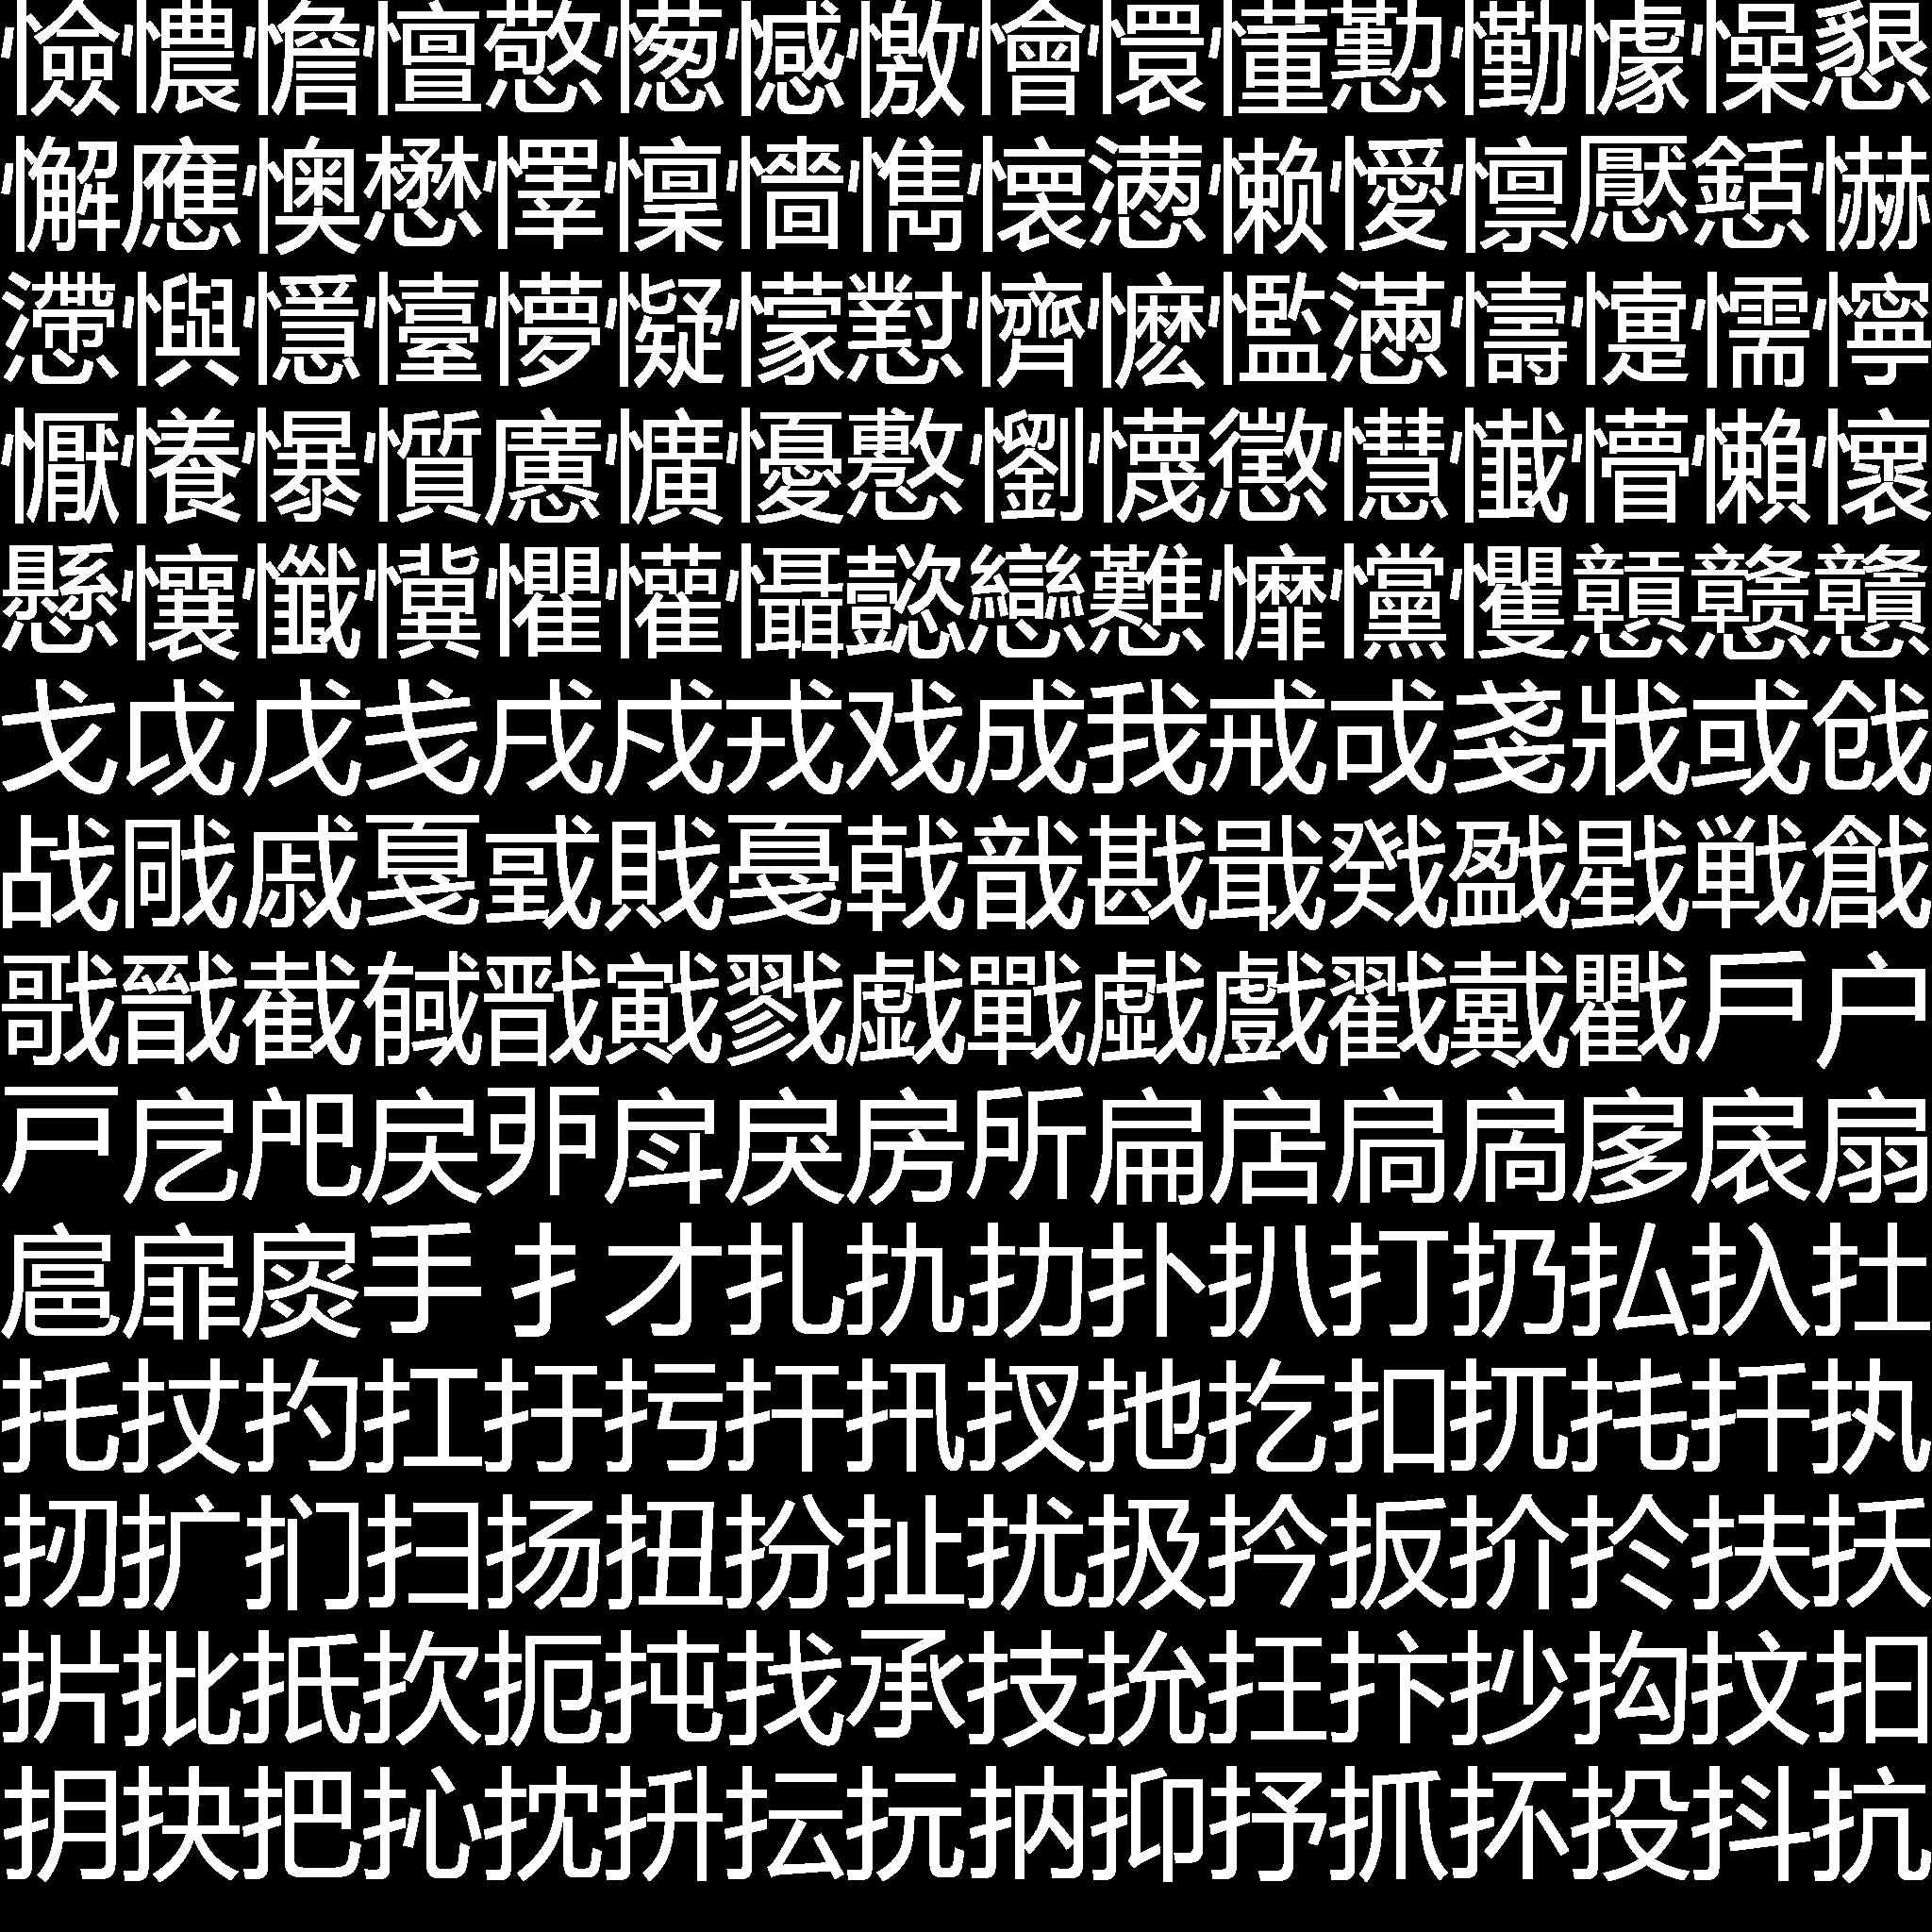 憸憹憺憻憼憽憾憿懀懁懂懃懄懅懆懇
懈應懊懋懌懍懎懏懐懑懒懓懔懕懖懗
懘懙懚懛懜懝懞懟懠懡懢懣懤懥懦懧
懨懩懪懫懬懭懮懯懰懱懲懳懴懵懶懷
懸懹懺懻懼懽懾懿戀戁戂戃戄戅戆戇
戈戉戊戋戌戍戎戏成我戒戓戔戕或戗
战戙戚戛戜戝戞戟戠戡戢戣戤戥戦戧
戨戩截戫戬戭戮戯戰戱戲戳戴戵戶户
戸戹戺戻戼戽戾房所扁扂扃扄扅扆扇
扈扉扊手扌才扎扏扐扑扒打扔払扖扗
托扙扚扛扜扝扞扟扠扡扢扣扤扥扦执
扨扩扪扫扬扭扮扯扰扱扲扳扴扵扶扷
扸批扺扻扼扽找承技抁抂抃抄抅抆抇
抈抉把抋抌抍抎抏抐抑抒抓抔投抖抗